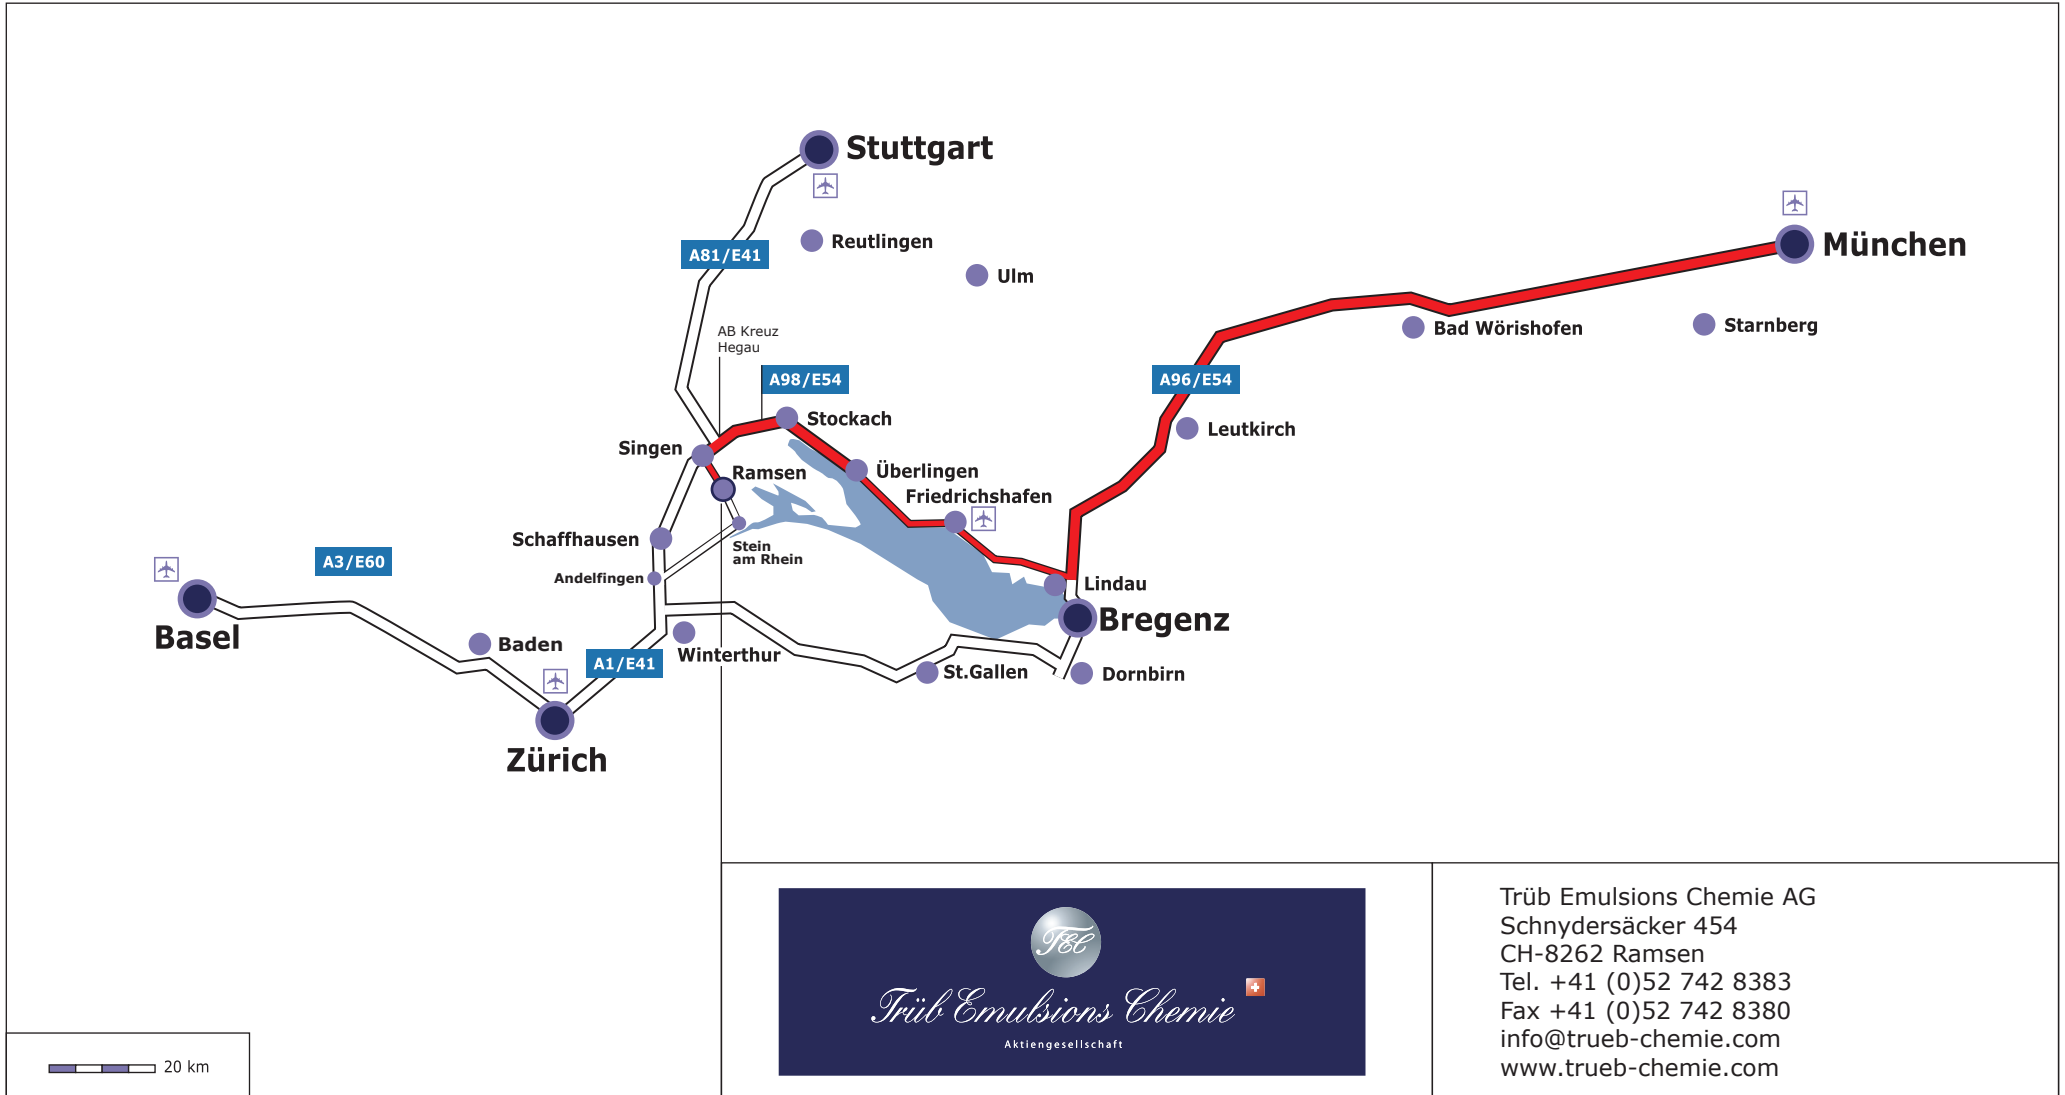 Stuttgart
München
Reutlingen
A81/E41
Ulm
Bad Wörishofen
Starnberg
AB Kreuz
Hegau
A98/E54
A96/E54
Stockach
Leutkirch
Singen
Ramsen
Überlingen
Friedrichshafen
Schaffhausen
Stein
am Rhein
A3/E60
Andelfingen
Lindau
Basel
Bregenz
Baden
A1/E41
Winterthur
St.Gallen
Dornbirn
Zürich
TEC
Trüb Emulsions Chemie
Aktiengesellschaft
Trüb Emulsions Chemie AG
Schnydersäcker 454
CH-8262 Ramsen
Tel. +41 (0)52 742 8383
Fax +41 (0)52 742 8380
info@trueb-chemie.com
www.trueb-chemie.com
20 km